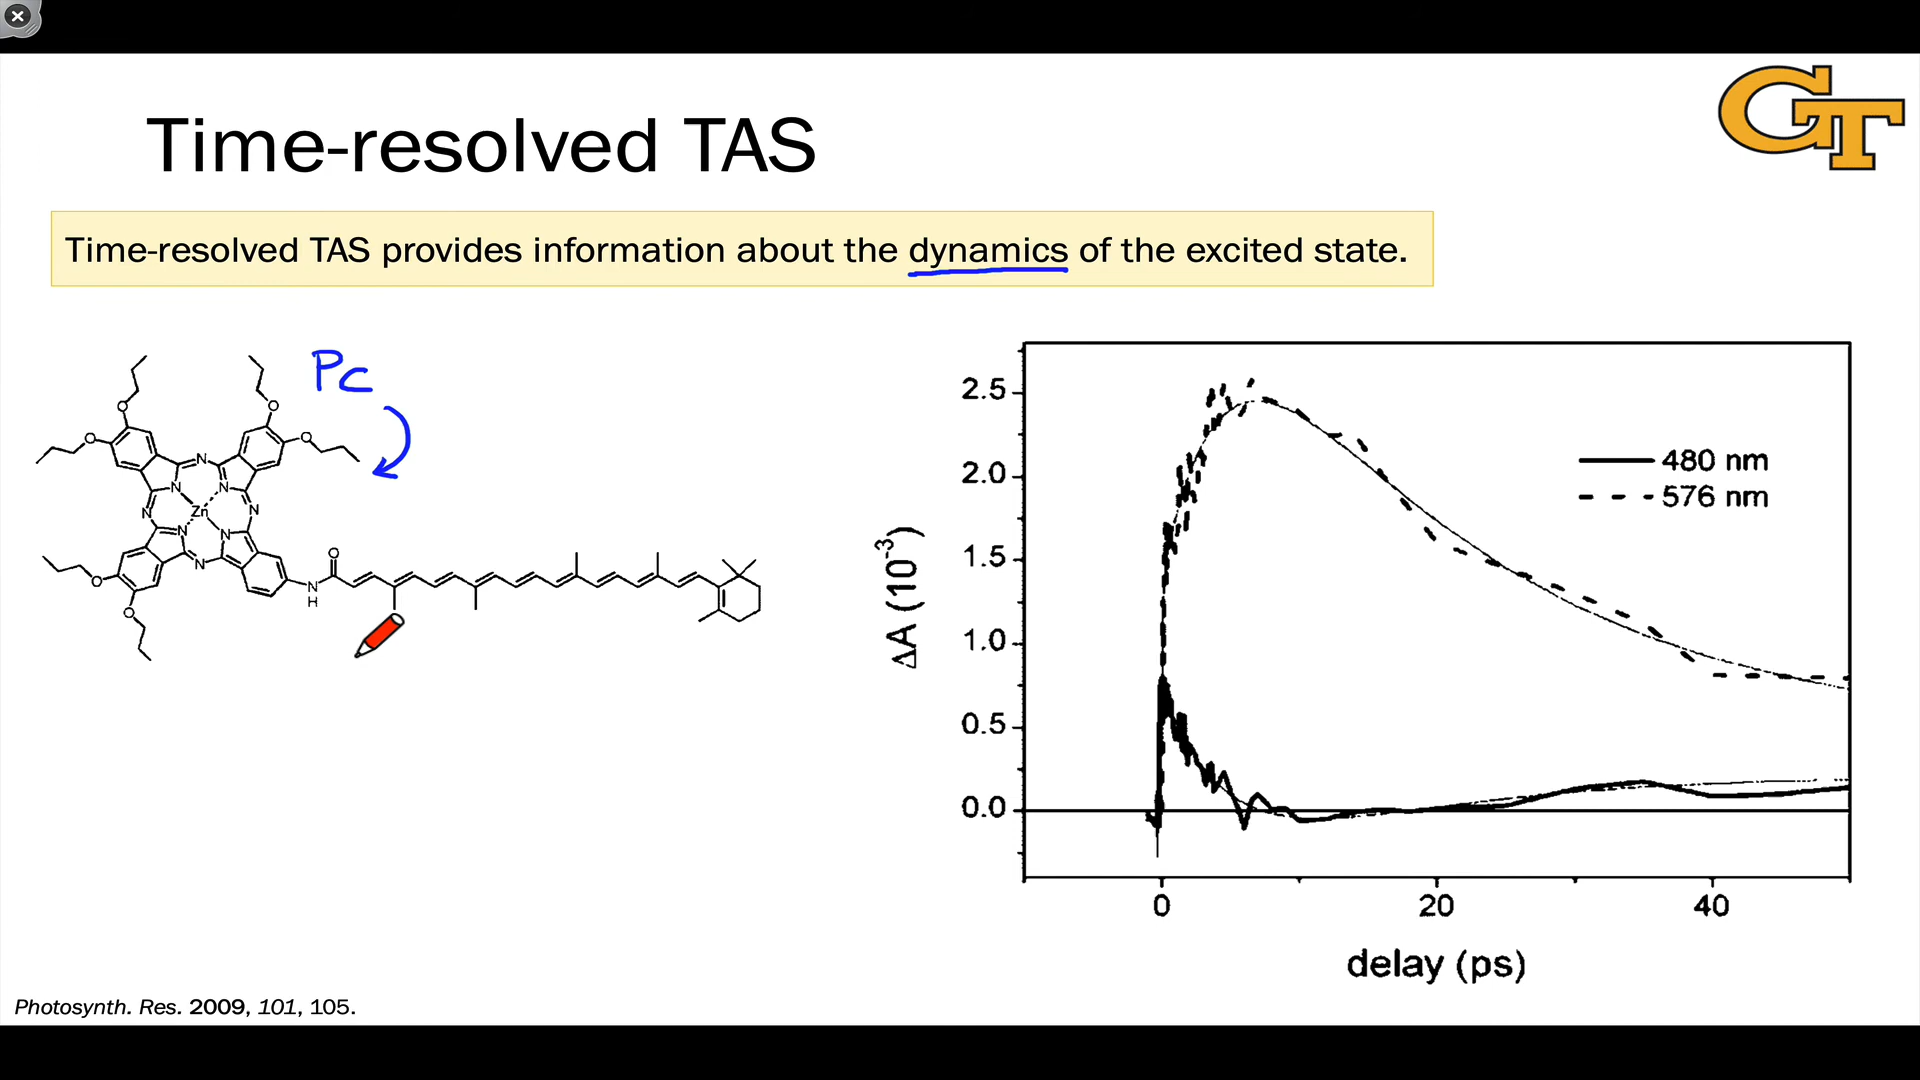 GT
Time-resolved TAS
Time-resolved TAS provides information about the dynamics of the excited state.
Pc
O
O
O
O
N
N
N
N
Zn
N
N
N
N
O
O
O
N
H
480 nm
576 nm
2.5
2.0
1.5
1.0
0.5
0.0
ΔA (10⁻³)
0
20
40
delay (ps)
Photosynth. Res. 2009, 101, 105.